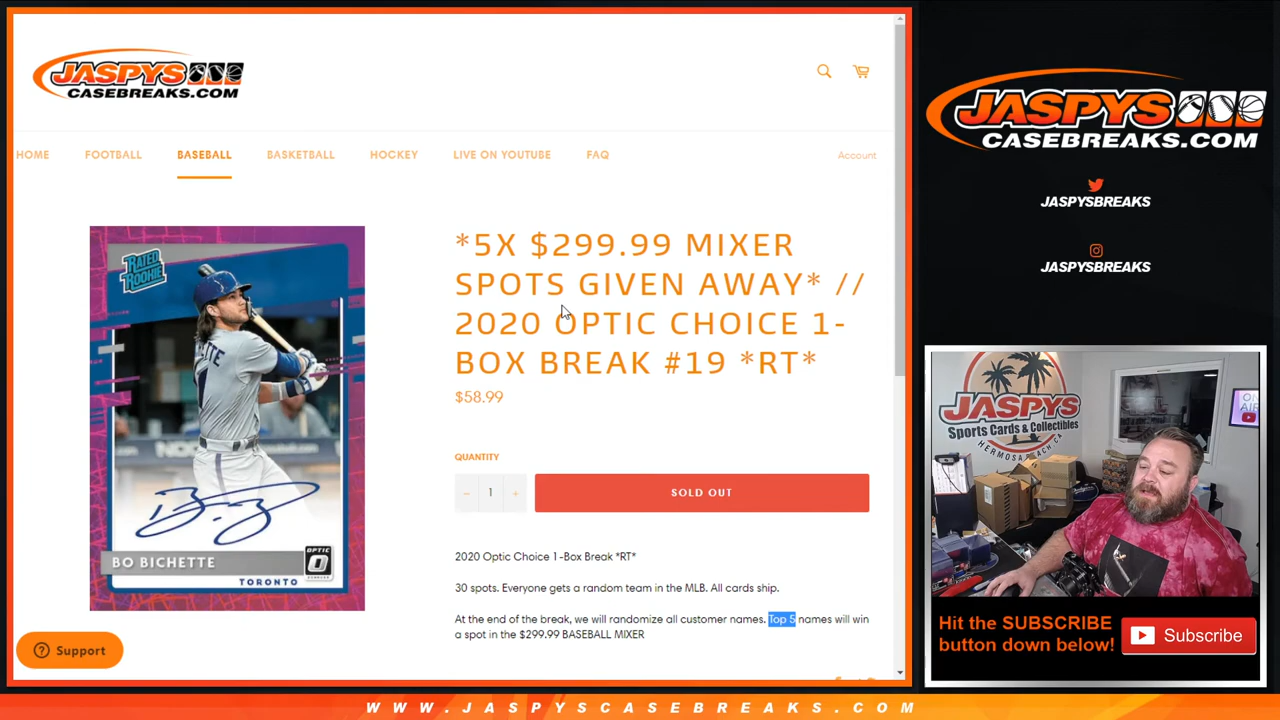 JASPYS
CASEBREAKS.COM
HOME FOOTBALL BASEBALL BASKETBALL HOCKEY LIVE ON YOUTUBE FAQ Account
RATED ROOKIE
BO BICHETTE
OPTIC
TORONTO
*5X $299.99 MIXER
SPOTS GIVEN AWAY* //
2020 OPTIC CHOICE 1-
BOX BREAK #19 *RT*
$58.99
QUANTITY
− 1 +
SOLD OUT
2020 Optic Choice 1-Box Break *RT*
30 spots. Everyone gets a random team in the MLB. All cards ship.
At the end of the break, we will randomize all customer names. Top 5 names will win
a spot in the $299.99 BASEBALL MIXER
Support
JASPYS
CASEBREAKS.COM
JASPYSBREAKS
JASPYSBREAKS
JASPYS
Sports Cards & Collectibles
HERMOSA BEACH CA
ON
AIR
Hit the SUBSCRIBE
button down below!
Subscribe
WWW.JASPYSCASEBREAKS.COM